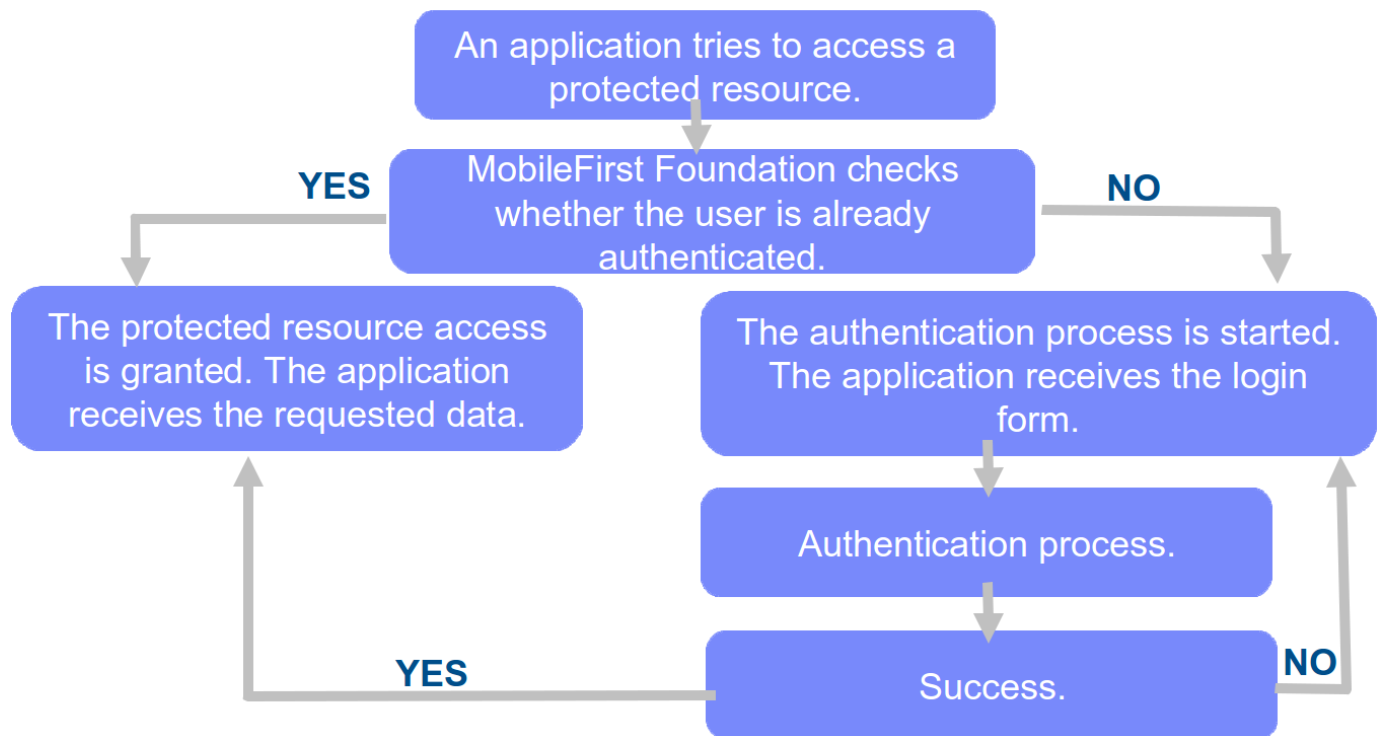 An application tries to access a
protected resource.
MobileFirst Foundation checks
whether the user is already
authenticated.
YES
NO
The protected resource access
is granted. The application
receives the requested data.
The authentication process is started.
The application receives the login
form.
Authentication process.
Success.
YES
NO